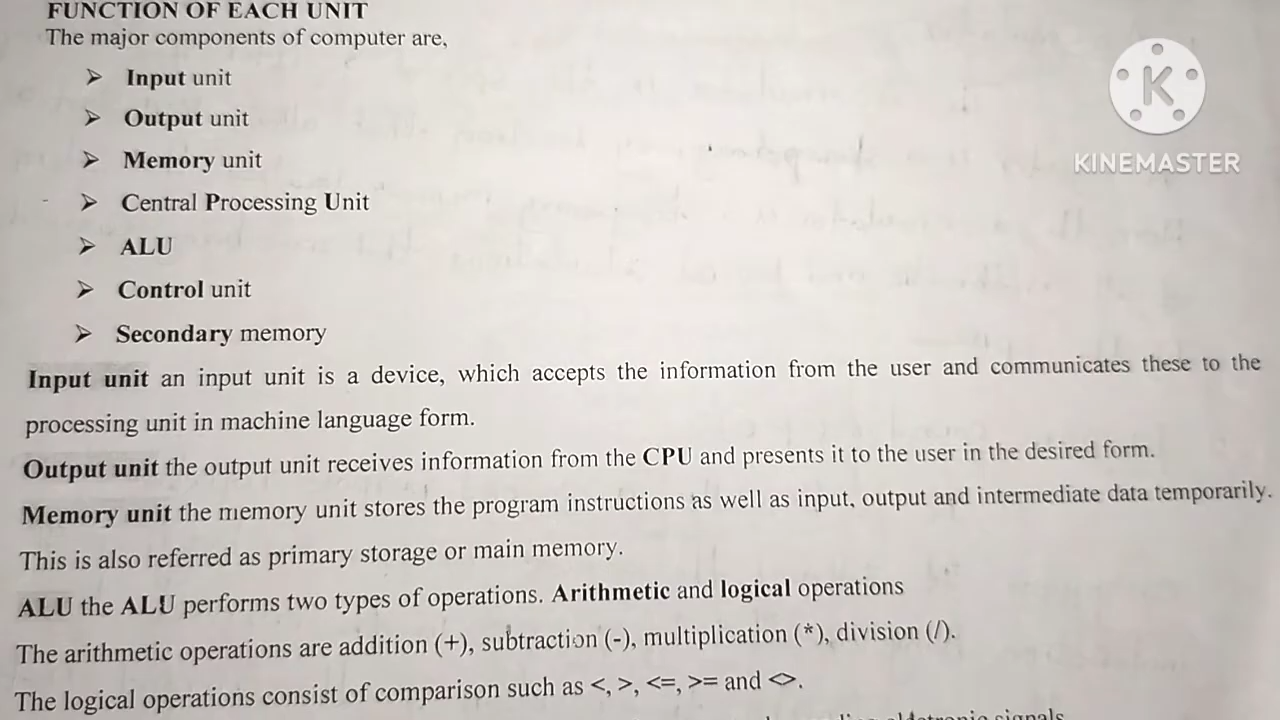 FUNCTION OF EACH UNIT
The major components of computer are,
➢ Input unit
➢ Output unit
➢ Memory unit
➢ Central Processing Unit
➢ ALU
➢ Control unit
➢ Secondary memory
Input unit an input unit is a device, which accepts the information from the user and communicates these to the
processing unit in machine language form.
Output unit the output unit receives information from the CPU and presents it to the user in the desired form.
Memory unit the memory unit stores the program instructions as well as input, output and intermediate data temporarily.
This is also referred as primary storage or main memory.
ALU the ALU performs two types of operations. Arithmetic and logical operations
The arithmetic operations are addition (+), subtraction (-), multiplication (*), division (/).
The logical operations consist of comparison such as <, >, <=, >= and <>.
signals
K
KINEMASTER